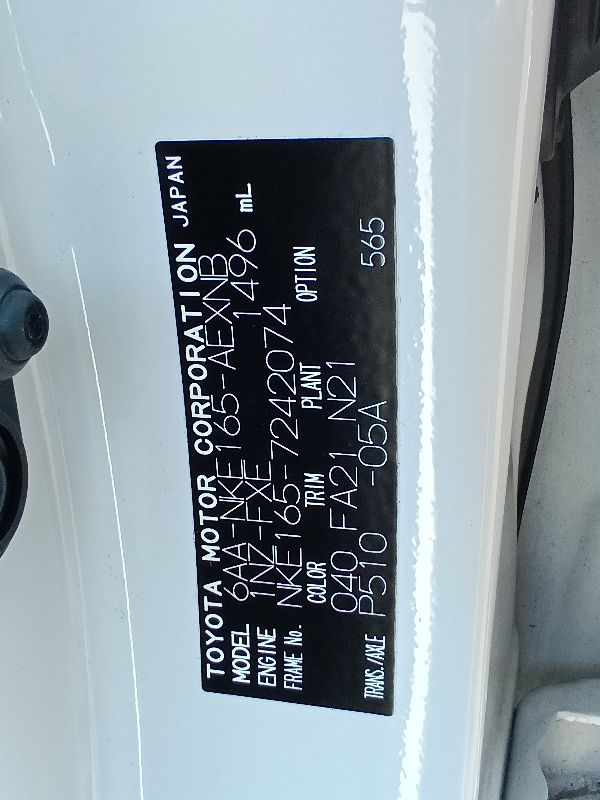 TOYOTA MOTOR CORPORATION JAPAN
MODEL 6AA-NKE165-AEXNB
ENGINE 1NZ-FXE 1496 mL
FRAME No. NKE165-7242074
COLOR TRIM PLANT OPTION
040 FA21 N21
TRANS./AXLE P510 -05A 565